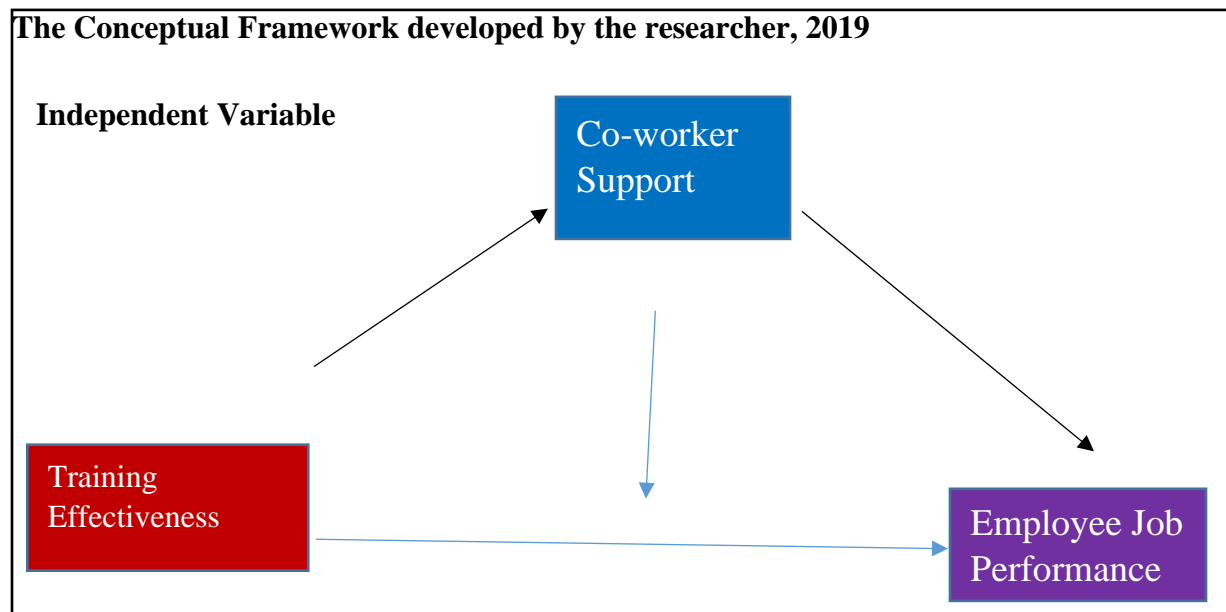 The Conceptual Framework developed by the researcher, 2019
Independent Variable
Co-worker
Support
Training
Effectiveness
Employee Job
Performance